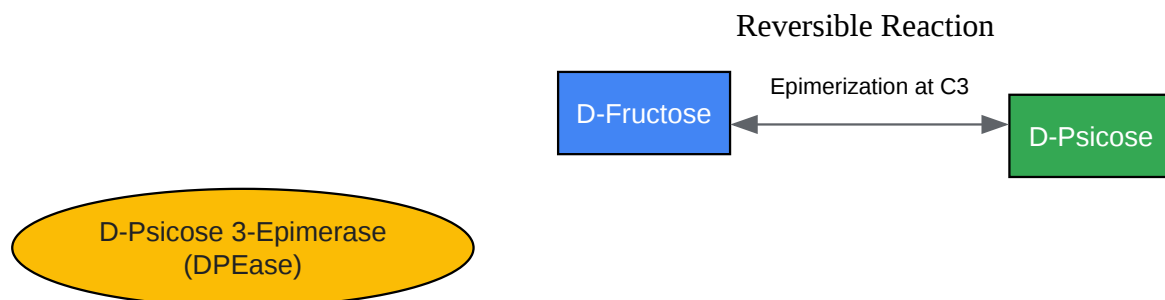 Reversible Reaction
Epimerization at C3
D-Fructose
D-Psicose
D-Psicose 3-Epimerase
(DPEase)